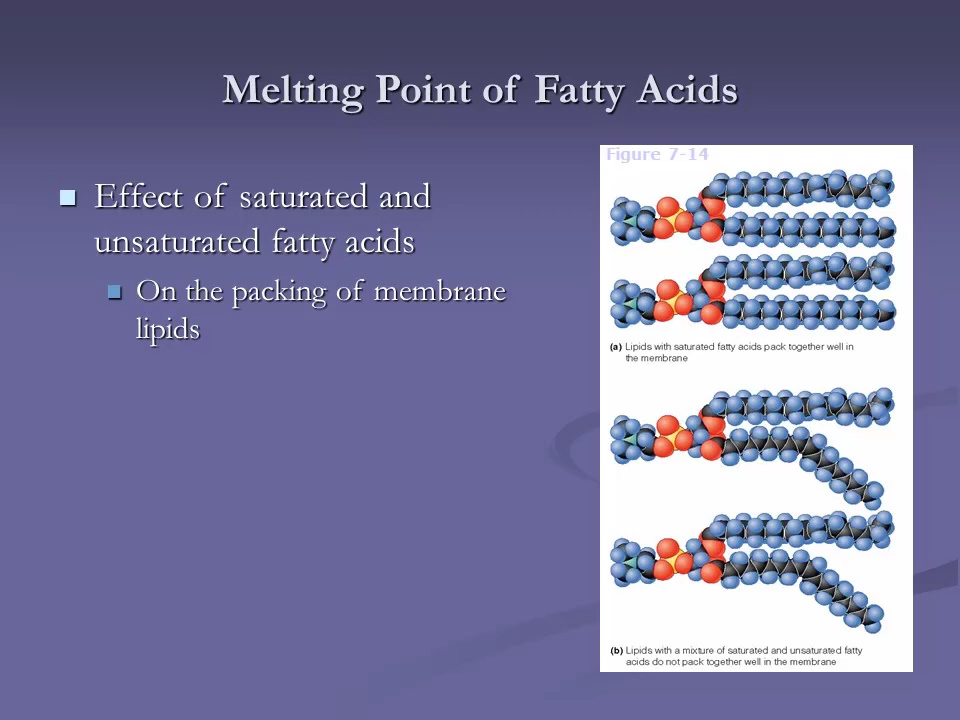 Melting Point of Fatty Acids
Effect of saturated and
unsaturated fatty acids
On the packing of membrane
lipids
Figure 7-14
(a) Lipids with saturated fatty acids pack together well in
the membrane
(b) Lipids with a mixture of saturated and unsaturated fatty
acids do not pack together well in the membrane